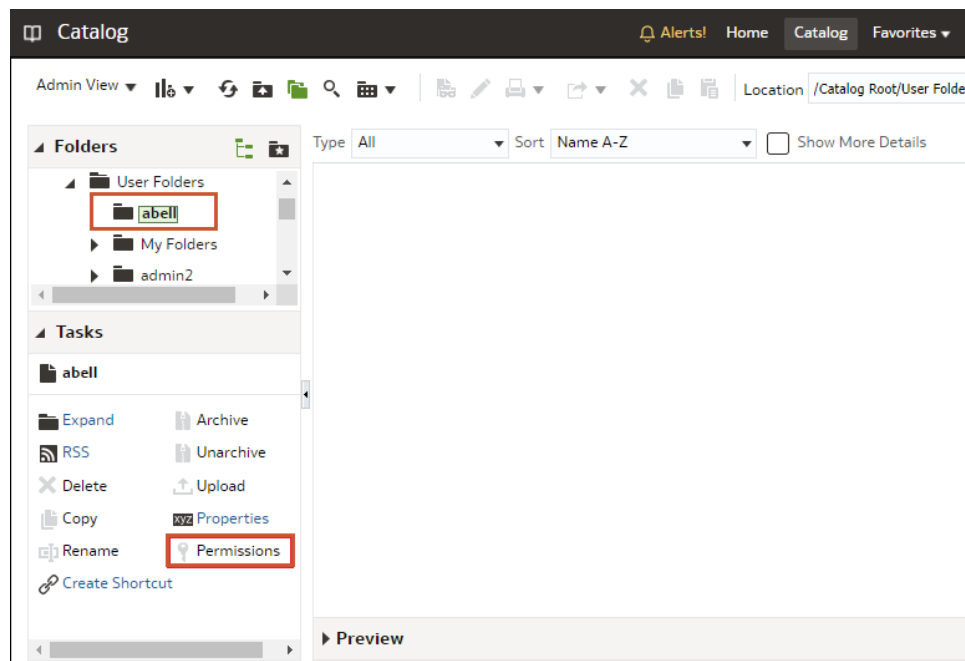 Catalog
Alerts! Home Catalog Favorites
Admin View
Location /Catalog Root/User Folde
Folders
Type All Sort Name A-Z Show More Details
User Folders
abell
My Folders
admin2
Tasks
abell
Expand Archive
RSS Unarchive
Delete Upload
Copy xyz Properties
Rename Permissions
Create Shortcut
Preview